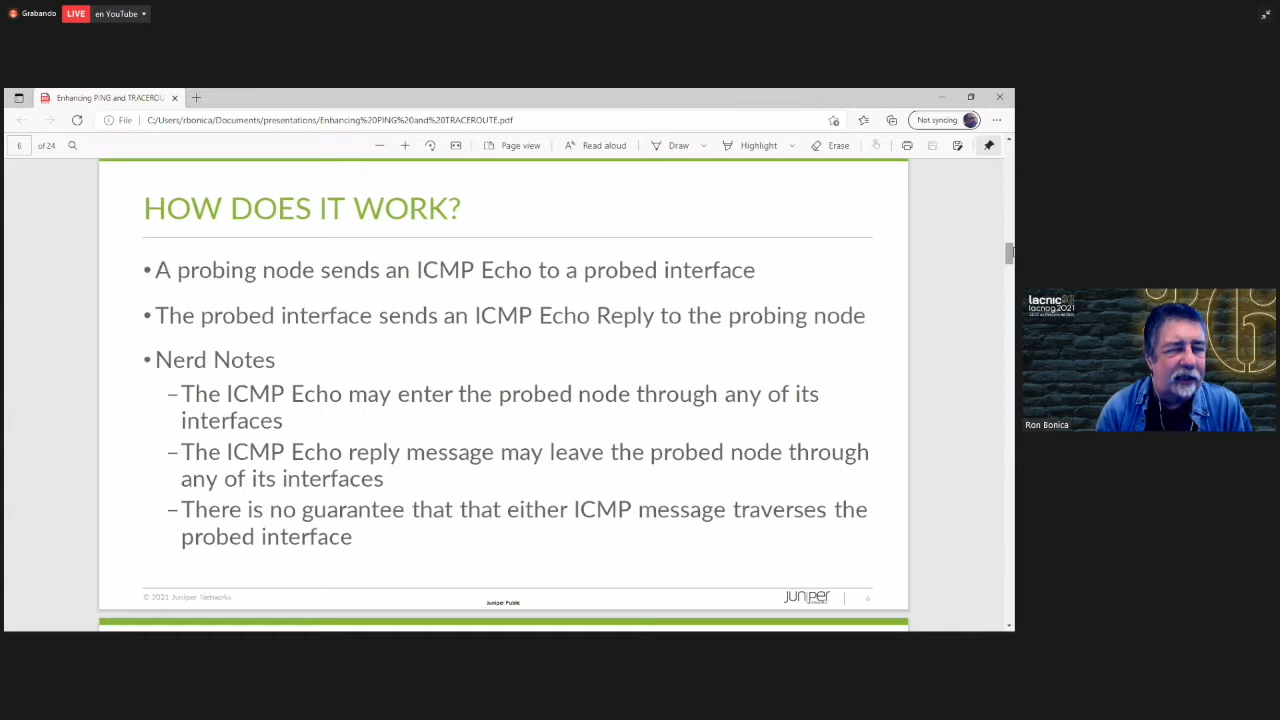 Grabando
LIVE
en YouTube
Enhancing PING and TRACEROU
File
C:/Users/rbonica/Documents/presentations/Enhancing%20PING%20and%20TRACEROUTE.pdf
Not syncing
6
of 24
Page view
Read aloud
Draw
Highlight
Erase
HOW DOES IT WORK?
•A probing node sends an ICMP Echo to a probed interface
•The probed interface sends an ICMP Echo Reply to the probing node
•Nerd Notes
–The ICMP Echo may enter the probed node through any of its
interfaces
–The ICMP Echo reply message may leave the probed node through
any of its interfaces
–There is no guarantee that that either ICMP message traverses the
probed interface
© 2021 Juniper Networks
Juniper Public
JUNIPER
NETWORKS
6
lacnic
lacnog 2021
Ron Bonica